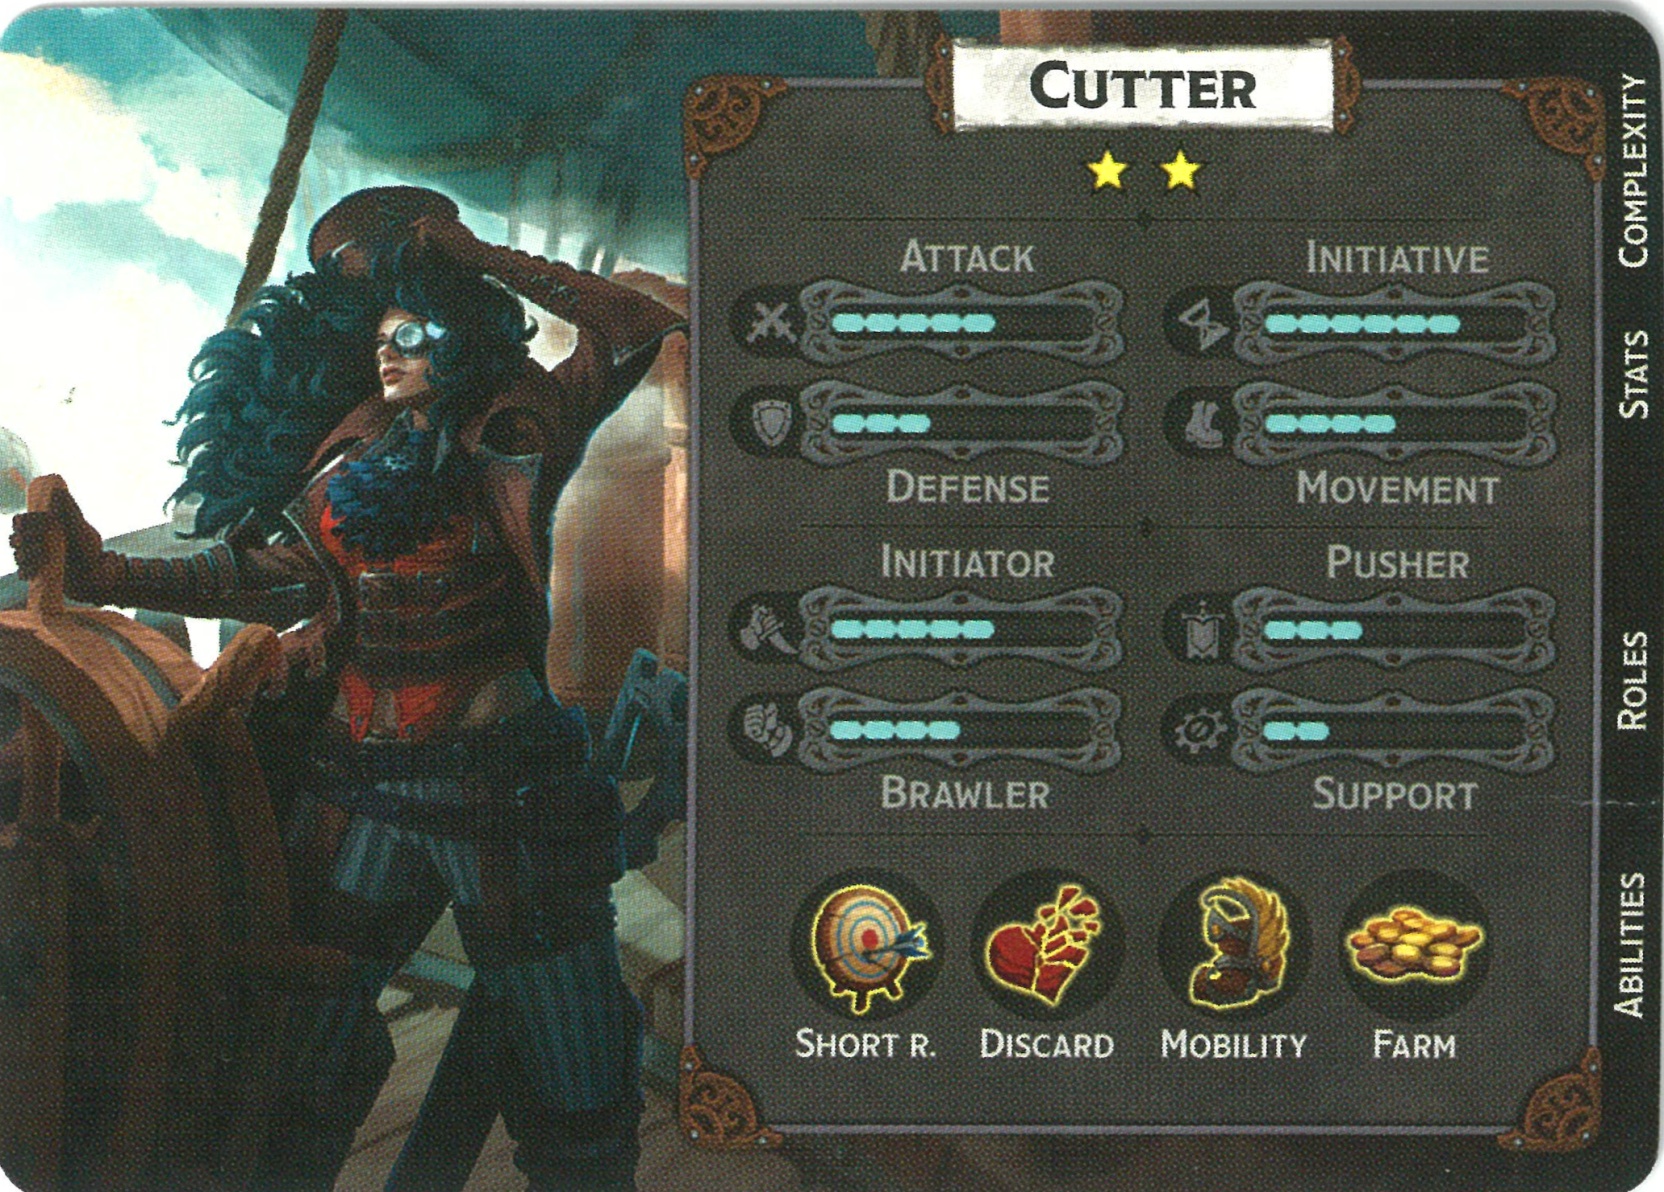 CUTTER
COMPLEXITY
ATTACK
INITIATIVE
DEFENSE
MOVEMENT
STATS
INITIATOR
PUSHER
BRAWLER
SUPPORT
ROLES
SHORT R.
DISCARD
MOBILITY
FARM
ABILITIES